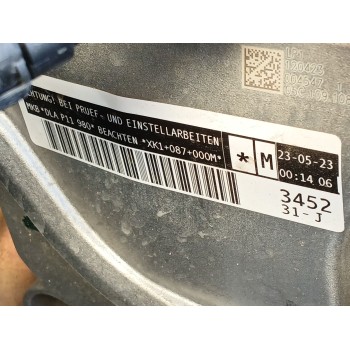 ACHTUNG! BEI PRUEF- UND EINSTELLARBEITEN
MKB *DLA P11 980* BEACHTEN *XK1+087+000M*
* M
23-05-23
00:14 06
3452
31-J